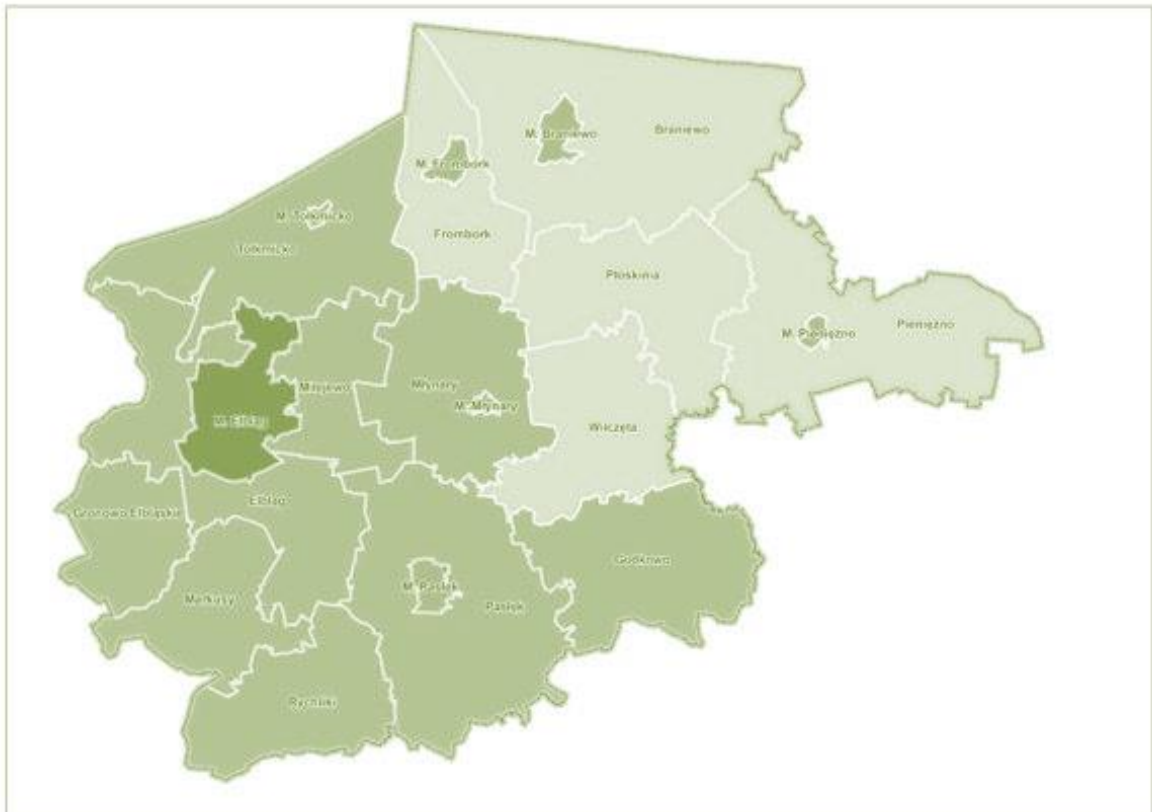 M. Braniewo
Braniewo
M. Frombork
M. Tolkmicko
Tolkmicko
Frombork
Płoskinia
M. Pieniężno
Pieniężno
Milejewo
Młynary
M. Młynary
M. Elbląg
Wilczęta
Elbląg
Gronowo Elbląskie
Godkowo
M. Pasłęk
Markusy
Pasłęk
Rychliki